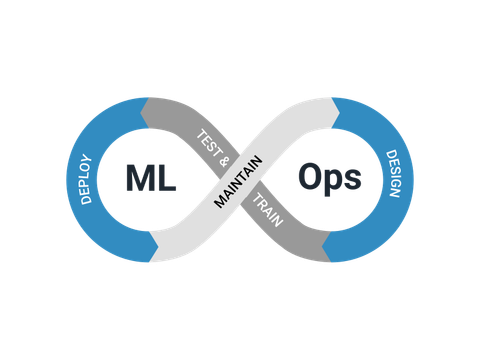 DEPLOY
ML
TEST &
TRAIN
MAINTAIN
Ops
DESIGN